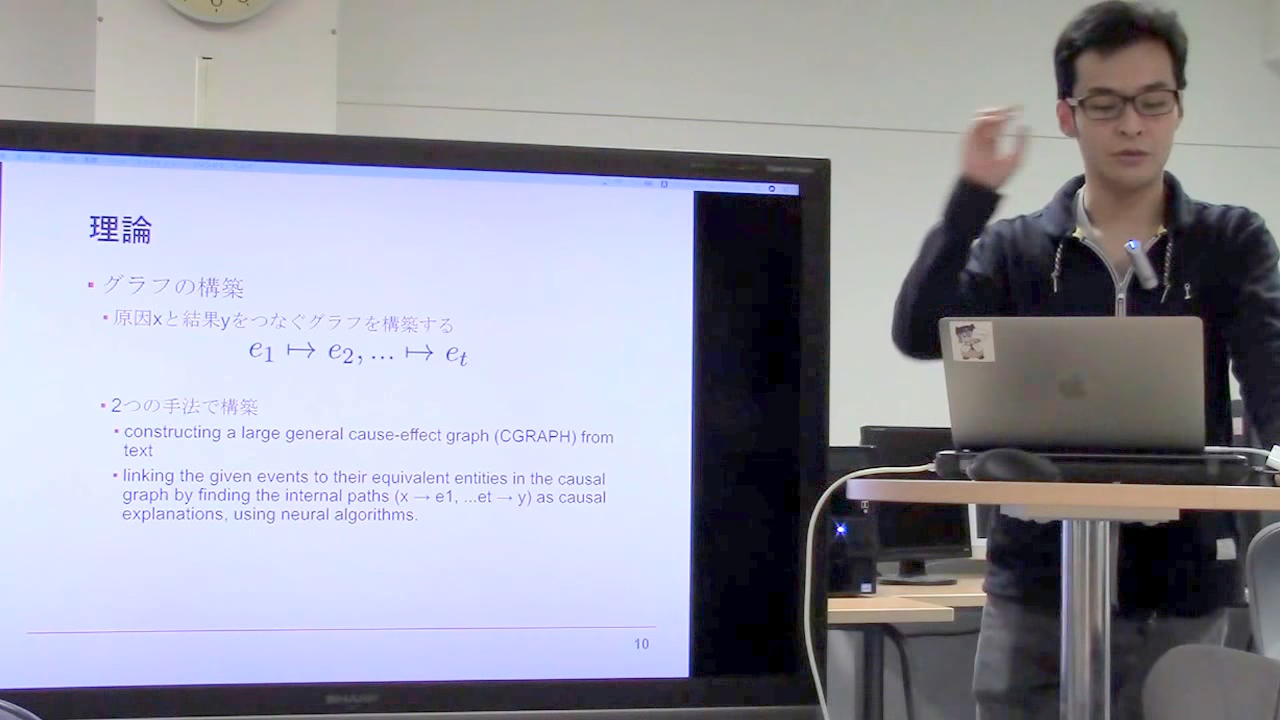 理論
グラフの構築
原因xと結果yをつなぐグラフを構築する
e1 ↦ e2, ... ↦ et
2つの手法で構築
constructing a large general cause-effect graph (CGRAPH) from
text
linking the given events to their equivalent entities in the causal
graph by finding the internal paths (x → e1, ...et → y) as causal
explanations, using neural algorithms.
10
SHARP